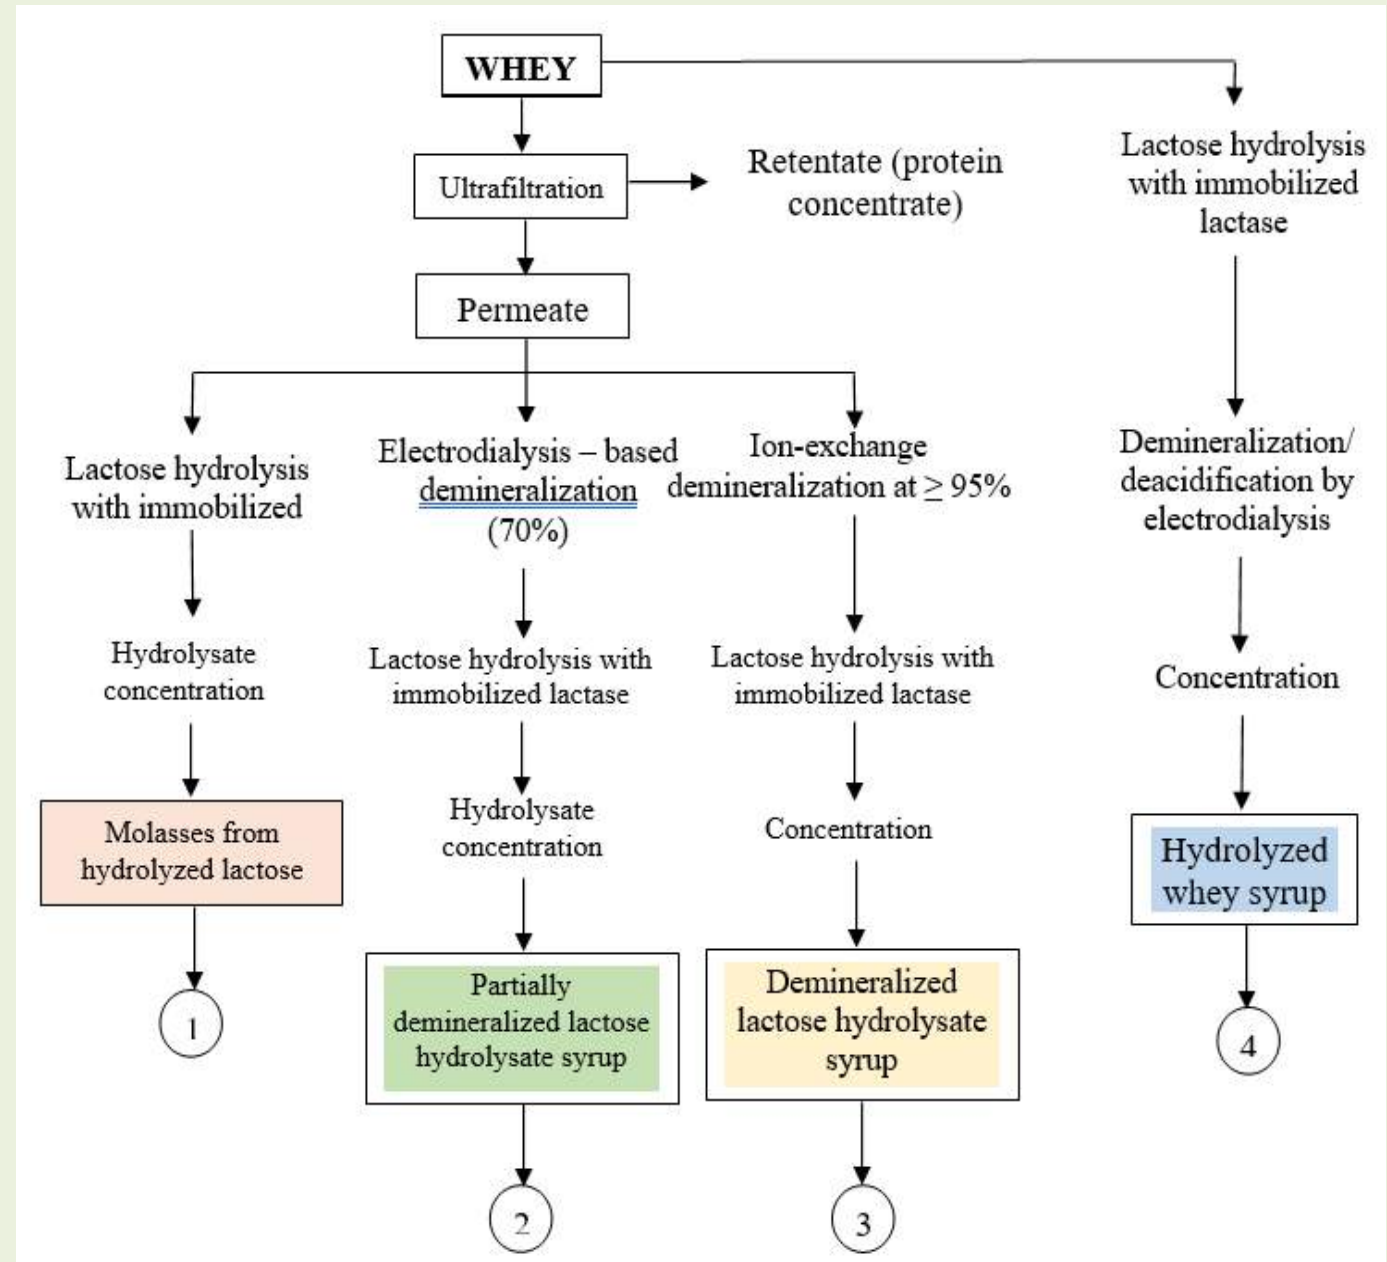 WHEY
Ultrafiltration
Retentate (protein
concentrate)
Permeate
Lactose hydrolysis
with immobilized
Hydrolysate
concentration
Molasses from
hydrolyzed lactose
1
Electrodialysis – based
demineralization
(70%)
Lactose hydrolysis with
immobilized lactase
Hydrolysate
concentration
Partially
demineralized lactose
hydrolysate syrup
2
Ion-exchange
demineralization at ≥ 95%
Lactose hydrolysis with
immobilized lactase
Concentration
Demineralized
lactose hydrolysate
syrup
3
Lactose hydrolysis
with immobilized
lactase
Demineralization/
deacidification by
electrodialysis
Concentration
Hydrolyzed
whey syrup
4